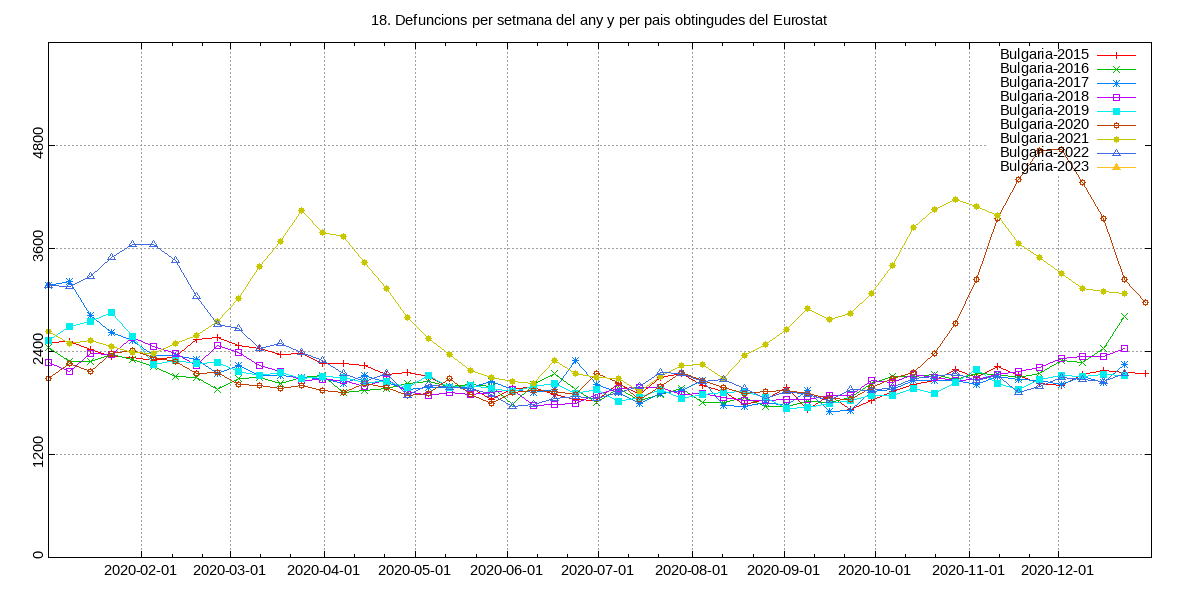 18. Defuncions per setmana del any y per pais obtingudes del Eurostat
Bulgaria-2015
Bulgaria-2016
Bulgaria-2017
Bulgaria-2018
Bulgaria-2019
Bulgaria-2020
Bulgaria-2021
Bulgaria-2022
Bulgaria-2023
4800
3600
2400
1200
0
2020-02-01 2020-03-01 2020-04-01 2020-05-01 2020-06-01 2020-07-01 2020-08-01 2020-09-01 2020-10-01 2020-11-01 2020-12-01